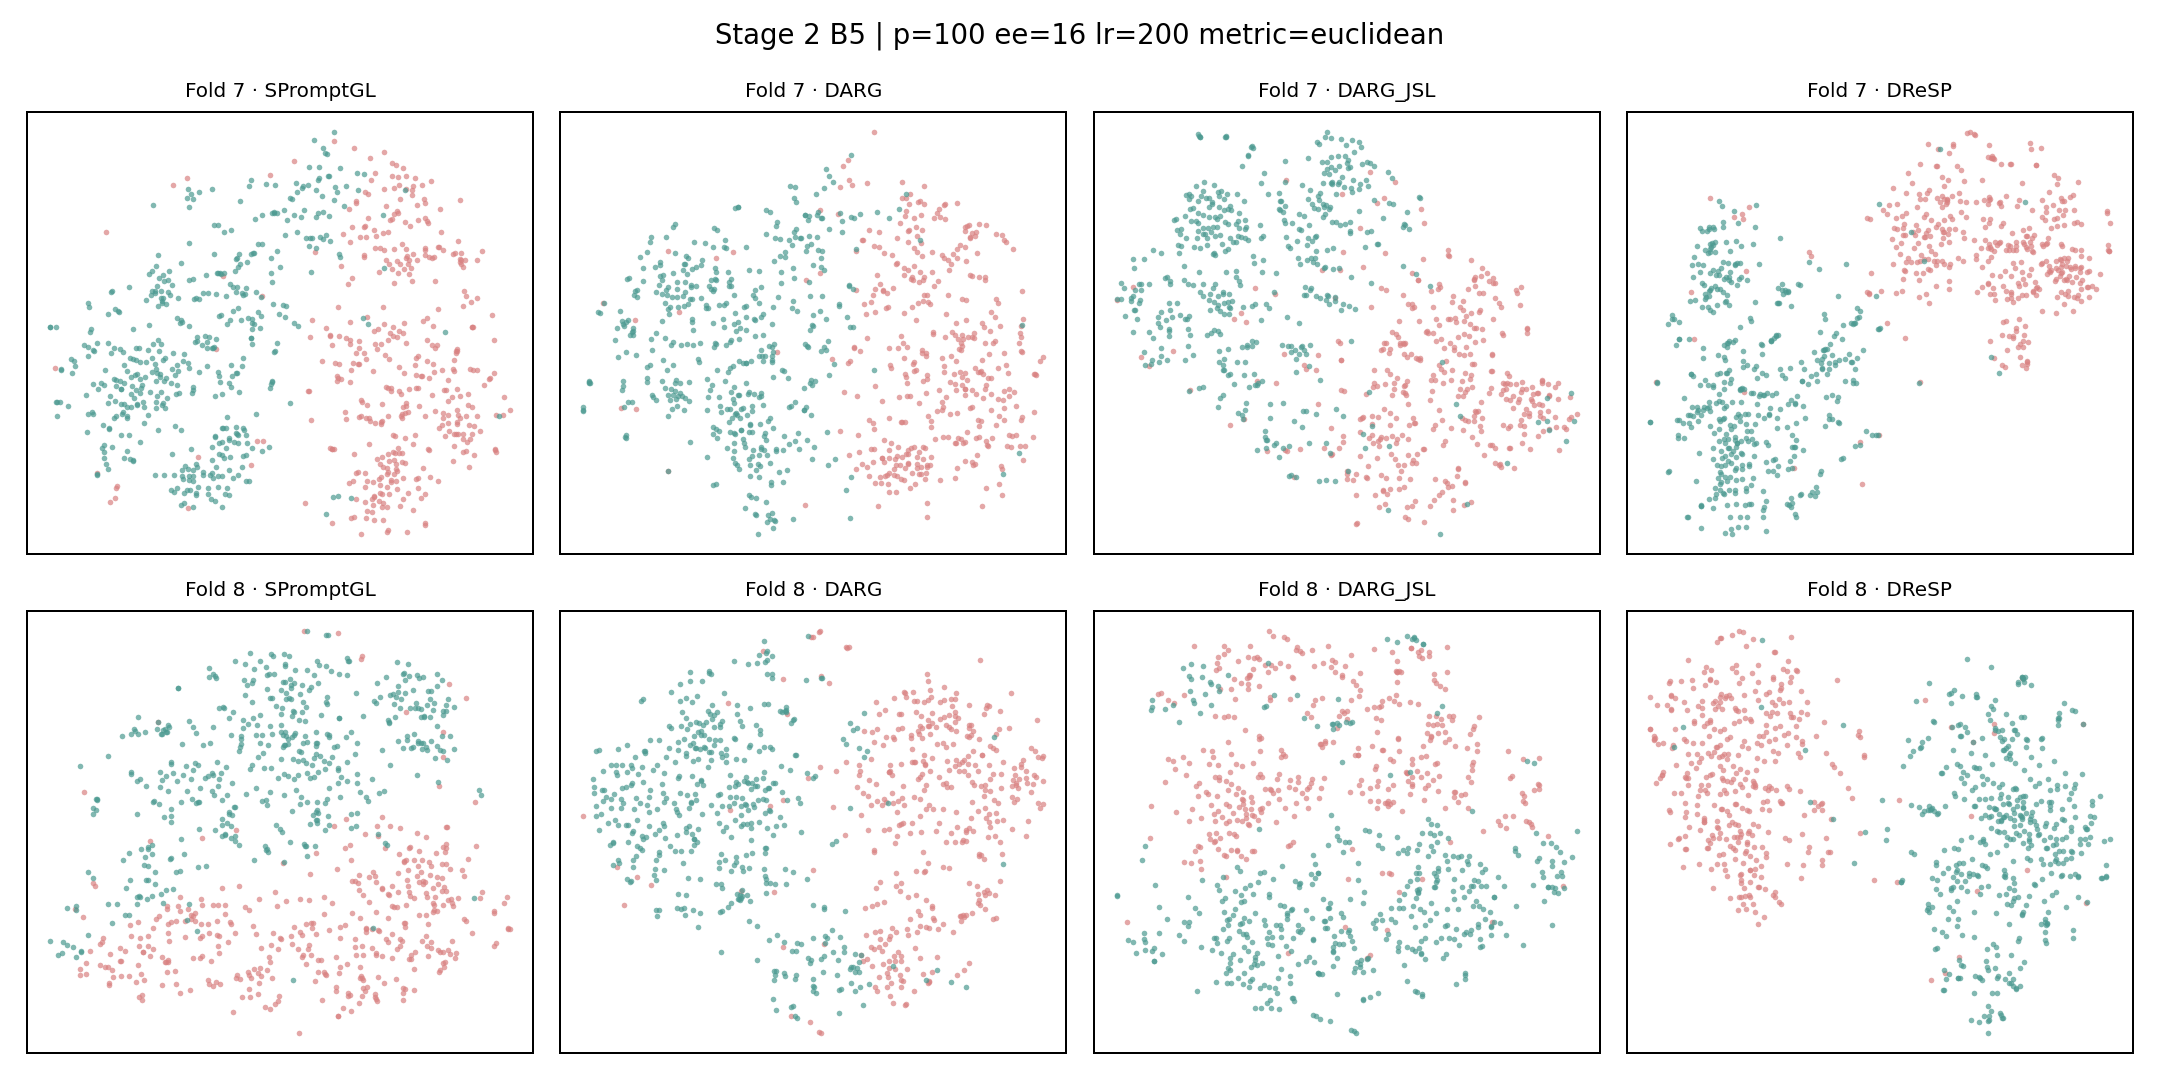 Stage 2 B5 | p=100 ee=16 lr=200 metric=euclidean
Fold 7 · SPromptGL
Fold 7 · DARG
Fold 7 · DARG_JSL
Fold 7 · DReSP
Fold 8 · SPromptGL
Fold 8 · DARG
Fold 8 · DARG_JSL
Fold 8 · DReSP